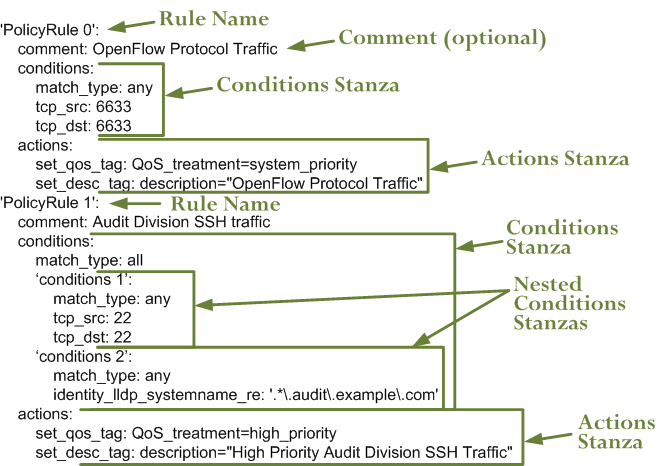 'PolicyRule 0': Rule Name
comment: OpenFlow Protocol Traffic Comment (optional)
conditions:
match_type: any Conditions Stanza
tcp_src: 6633
tcp_dst: 6633
actions:
set_qos_tag: QoS_treatment=system_priority Actions Stanza
set_desc_tag: description="OpenFlow Protocol Traffic"
'PolicyRule 1': Rule Name
comment: Audit Division SSH traffic Conditions
conditions: Stanza
match_type: all
‘conditions 1’: Nested
match_type: any Conditions
tcp_src: 22 Stanzas
tcp_dst: 22
‘conditions 2’:
match_type: any
identity_lldp_systemname_re: '.*\.audit\.example\.com'
actions: Actions
set_qos_tag: QoS_treatment=high_priority Stanza
set_desc_tag: description="High Priority Audit Division SSH Traffic"